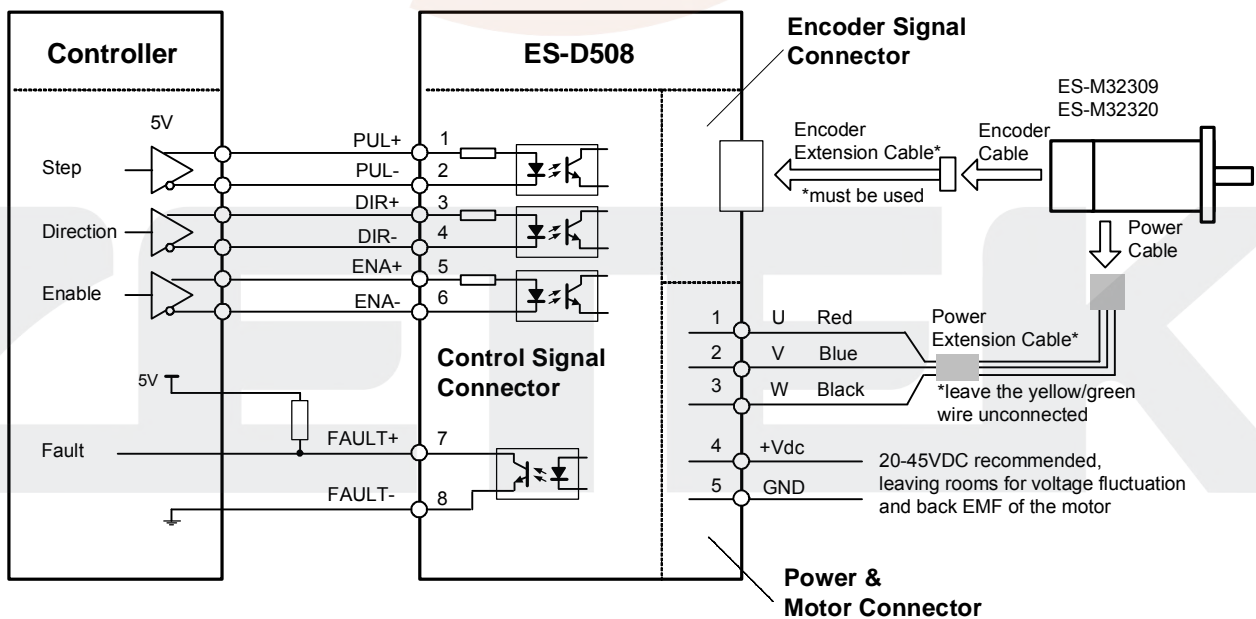 Controller
ES-D508
Encoder Signal
Connector
ES-M32309
ES-M32320
5V
Step
Direction
Enable
PUL+
1
PUL-
2
DIR+
3
DIR-
4
ENA+
5
ENA-
6
Encoder
Extension Cable*
*must be used
Encoder
Cable
Power
Cable
Control Signal
Connector
1 U Red
2 V Blue
3 W Black
Power
Extension Cable*
*leave the yellow/green
wire unconnected
5V
Fault
FAULT+
7
FAULT-
8
4 +Vdc
5 GND
20-45VDC recommended,
leaving rooms for voltage fluctuation
and back EMF of the motor
Power &
Motor Connector